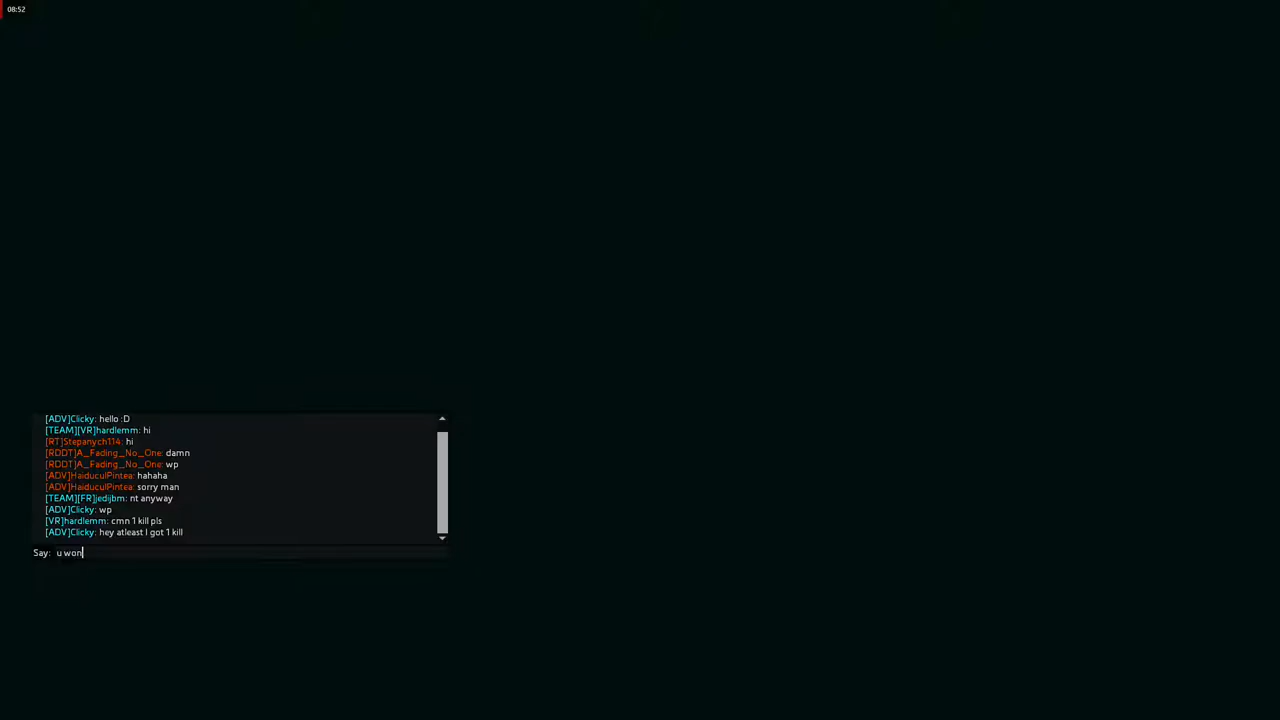 08:52
[ADV]Clicky: hello :D
[TEAM][VR]hardlemm: hi
[RT]Stepanych114: hi
[RDDT]A_Fading_No_One: damn
[RDDT]A_Fading_No_One: wp
[ADV]HaiduculPintea: hahaha
[ADV]HaiduculPintea: sorry man
[TEAM][FR]jedijbm: nt anyway
[ADV]Clicky: wp
[VR]hardlemm: cmn 1 kill pls
[ADV]Clicky: hey atleast I got 1 kill
Say: u won